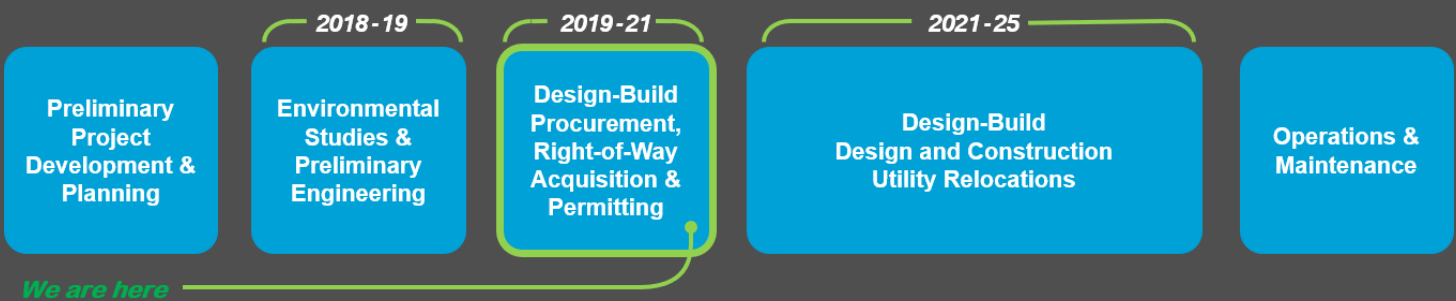 2018-19
2019-21
2021-25
Preliminary
Project
Development &
Planning
Environmental
Studies &
Preliminary
Engineering
Design-Build
Procurement,
Right-of-Way
Acquisition &
Permitting
Design-Build
Design and Construction
Utility Relocations
Operations &
Maintenance
We are here